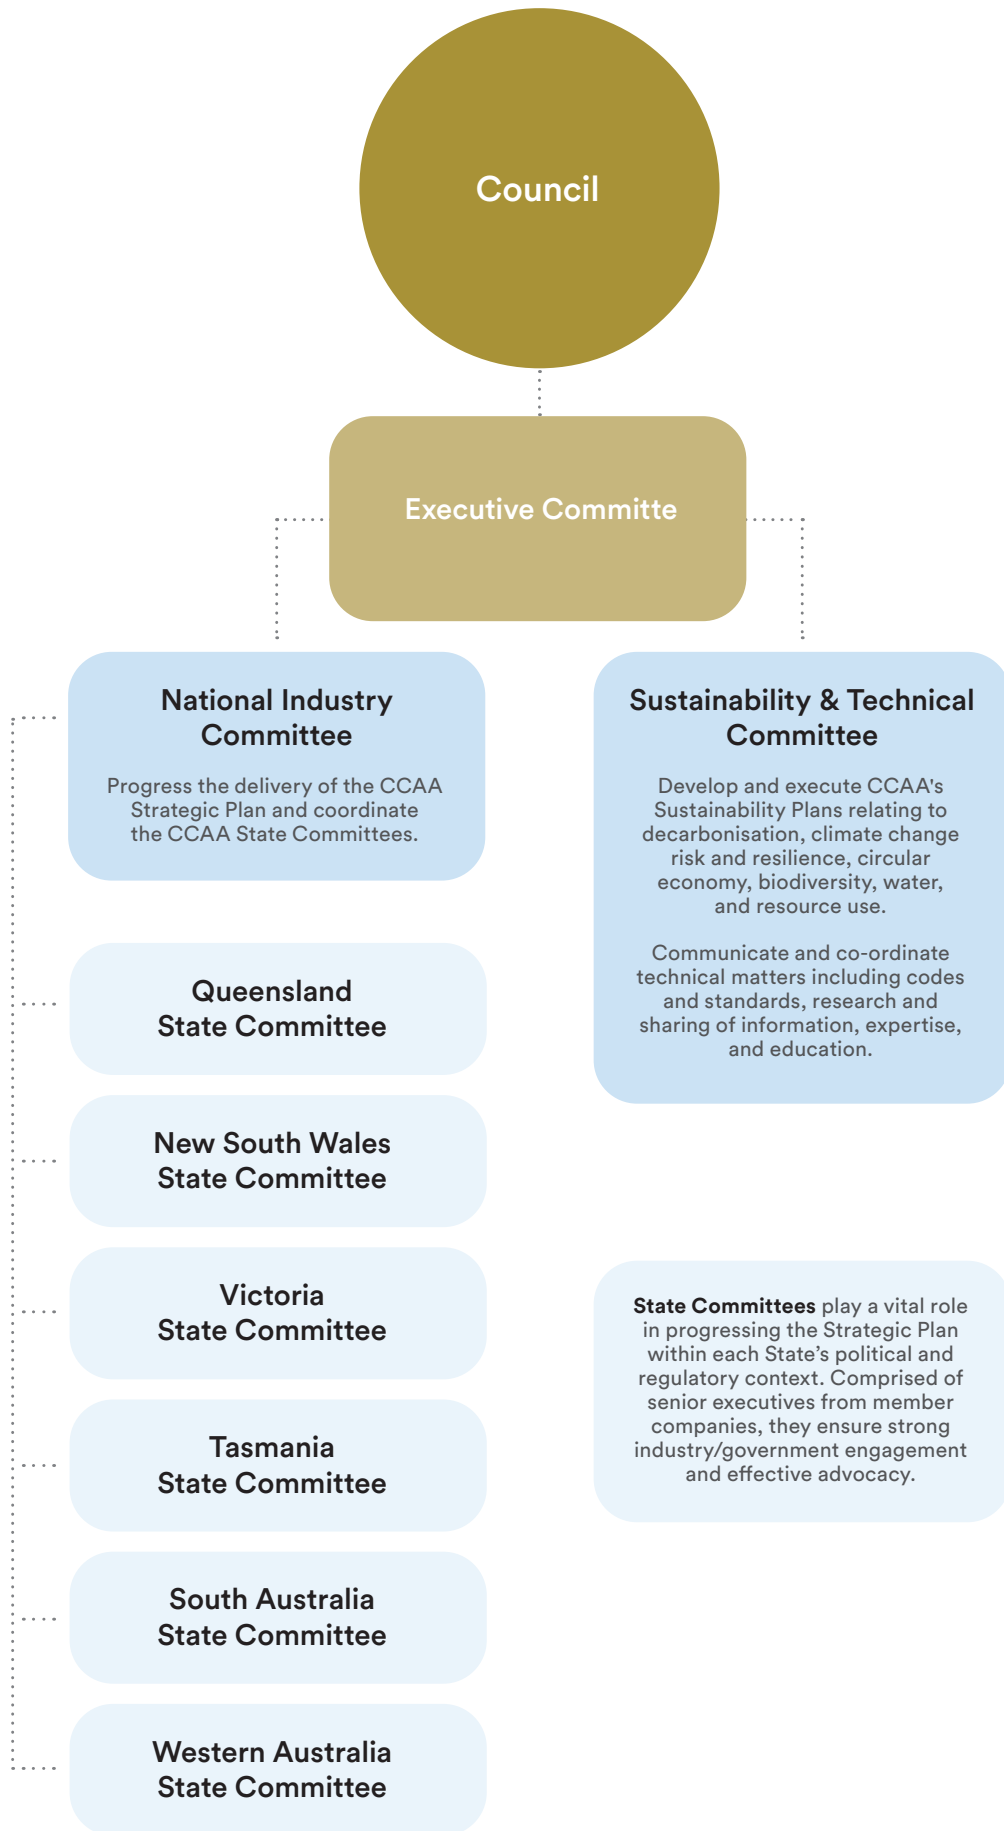 Council
Executive Committe
National Industry
Committee
Progress the delivery of the CCAA
Strategic Plan and coordinate
the CCAA State Committees.
Sustainability & Technical
Committee
Develop and execute CCAA's
Sustainability Plans relating to
decarbonisation, climate change
risk and resilience, circular
economy, biodiversity, water,
and resource use.
Communicate and co-ordinate
technical matters including codes
and standards, research and
sharing of information, expertise,
and education.
Queensland
State Committee
New South Wales
State Committee
Victoria
State Committee
Tasmania
State Committee
South Australia
State Committee
Western Australia
State Committee
State Committees play a vital role
in progressing the Strategic Plan
within each State’s political and
regulatory context. Comprised of
senior executives from member
companies, they ensure strong
industry/government engagement
and effective advocacy.